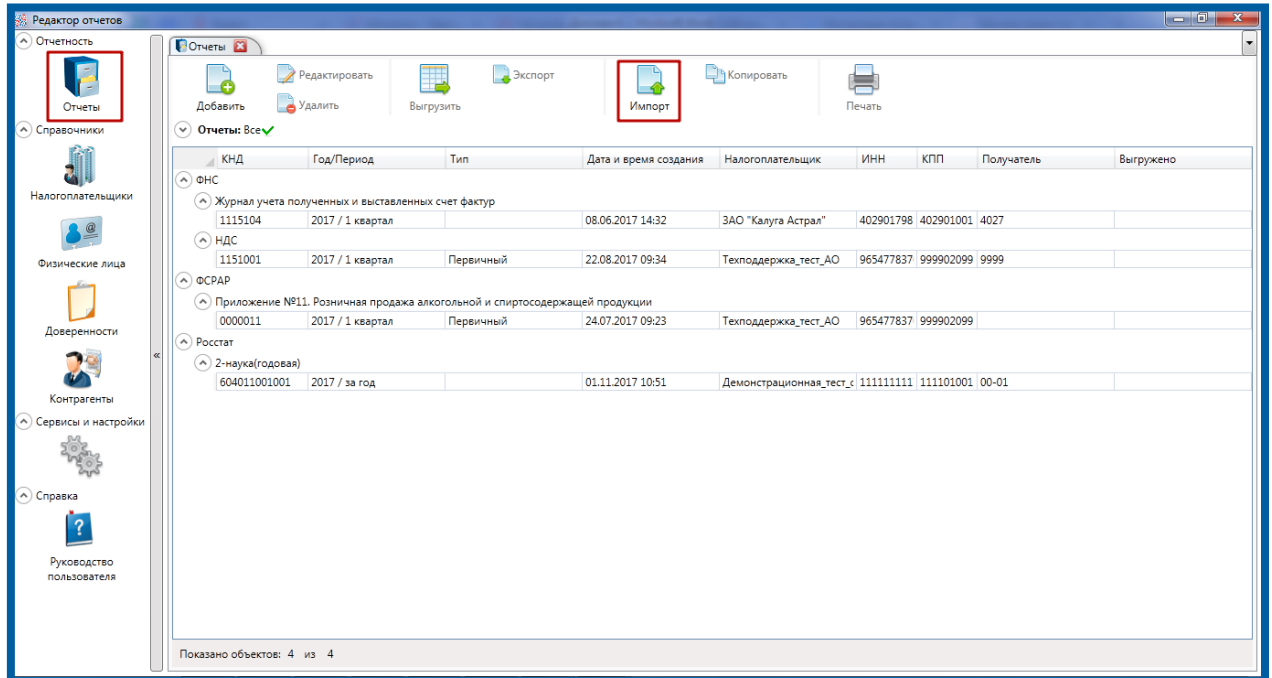 Редактор отчетов
Отчетность
Отчеты
Справочники
Налогоплательщики
Физические лица
Доверенности
Контрагенты
Сервисы и настройки
Справка
Руководство
пользователя
«
Отчеты
Добавить
Редактировать
Удалить
Выгрузить
Экспорт
Импорт
Копировать
Печать
Отчеты: Все
КНД Год/Период Тип Дата и время создания Налогоплательщик ИНН КПП Получатель Выгружено
ФНС
Журнал учета полученных и выставленных счет фактур
1115104 2017 / 1 квартал 08.06.2017 14:32 ЗАО "Калуга Астрал" 402901798 402901001 4027
НДС
1151001 2017 / 1 квартал Первичный 22.08.2017 09:34 Техподдержка_тест_АО 965477837 999902099 9999
ФСРАР
Приложение №11. Розничная продажа алкогольной и спиртосодержащей продукции
0000011 2017 / 1 квартал Первичный 24.07.2017 09:23 Техподдержка_тест_АО 965477837 999902099
Росстат
2-наука(годовая)
604011001001 2017 / за год 01.11.2017 10:51 Демонстрационная_тест_ 111111111 111101001 00-01
Показано объектов: 4 из 4